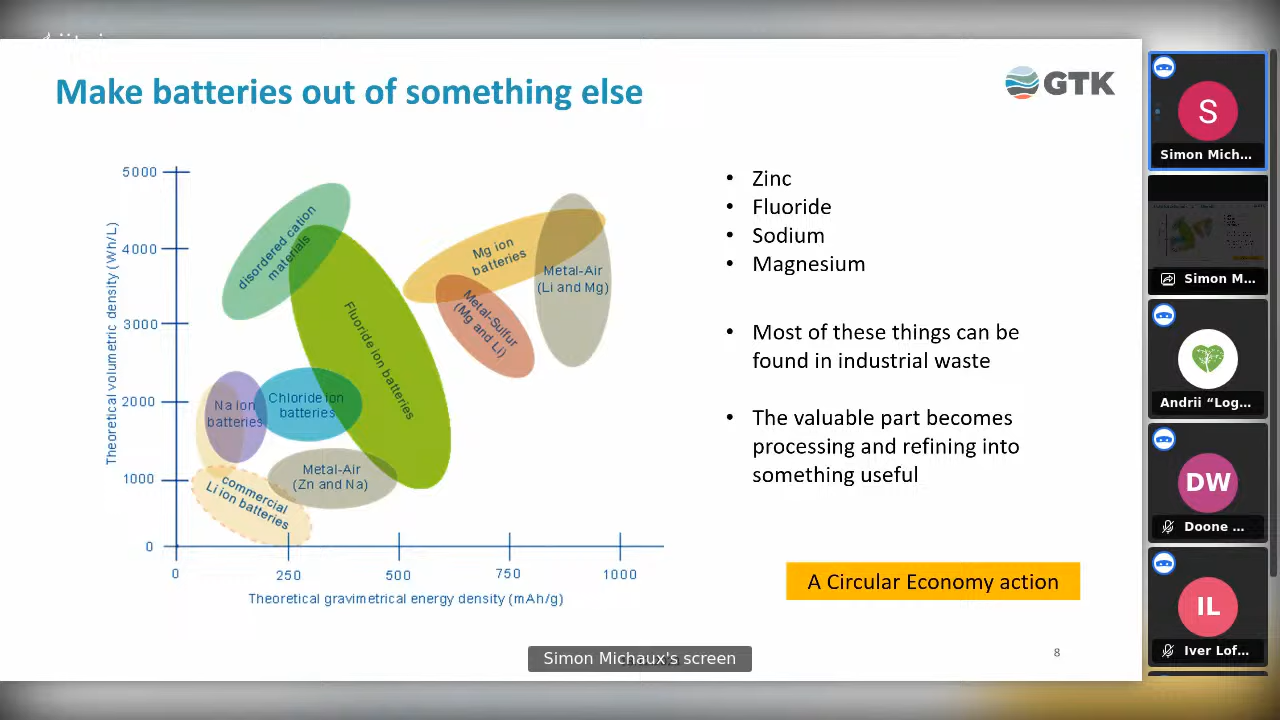 Make batteries out of something else
GTK
5000
4000
3000
2000
1000
0
Theoretical volumetric density (Wh/L)
disordered cation
materials
Fluoride ion batteries
Mg ion
batteries
Metal-Air
(Li and Mg)
Metal-Sulfur
(Mg and Li)
Na ion
batteries
Chloride ion
batteries
Metal-Air
(Zn and Na)
commercial
Li ion batteries
0
250
500
750
1000
Theoretical gravimetrical energy density (mAh/g)
• Zinc
• Fluoride
• Sodium
• Magnesium
• Most of these things can be
found in industrial waste
• The valuable part becomes
processing and refining into
something useful
A Circular Economy action
8
Simon Michaux's screen
S
Simon Mich...
Simon M...
Andrii “Log...
DW
Doone ...
IL
Iver Lof...